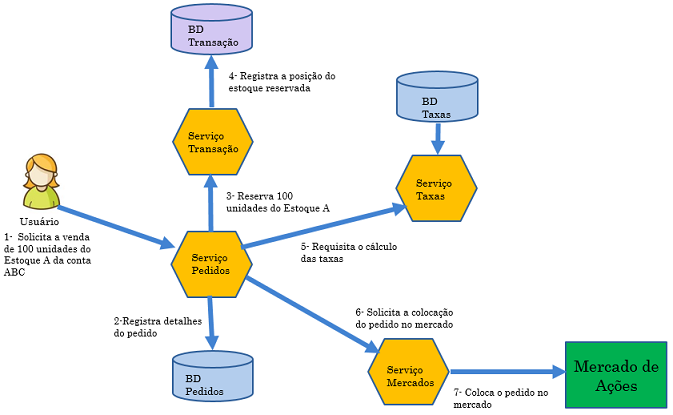 BD
Transação
4- Registra a posição do
estoque reservada
BD
Taxas
Serviço
Transação
Serviço
Taxas
3- Reserva 100
unidades do Estoque A
Usuário
1- Solicita a venda
de 100 unidades do
Estoque A da conta
ABC
5- Requisita o cálculo
das taxas
Serviço
Pedidos
6- Solicita a colocação
do pedido no mercado
2-Registra detalhes
do pedido
BD
Pedidos
Serviço
Mercados
7- Coloca o pedido no
mercado
Mercado de
Ações